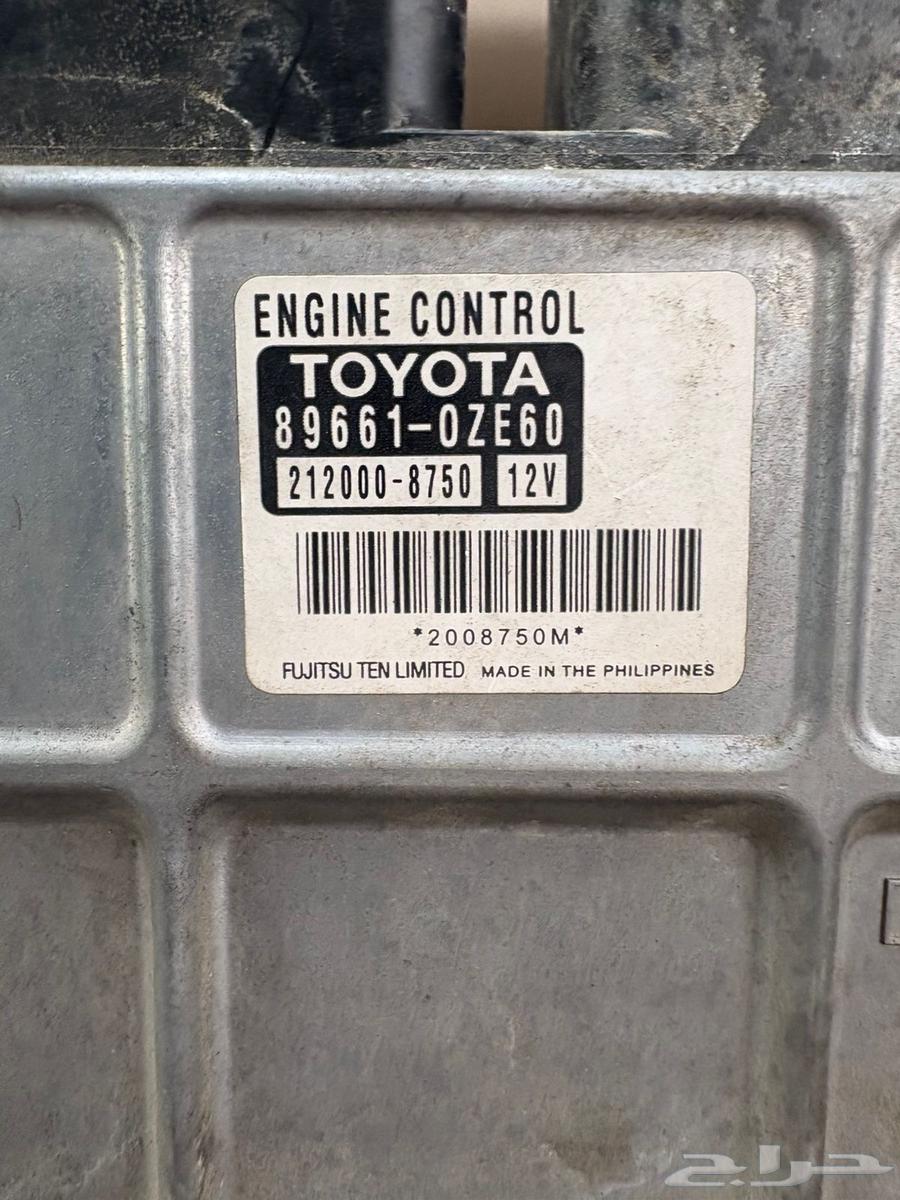 ENGINE CONTROL
TOYOTA
89661-0ZE60
212000-8750 12V
*2008750M*
FUJITSU TEN LIMITED MADE IN THE PHILIPPINES
حراج